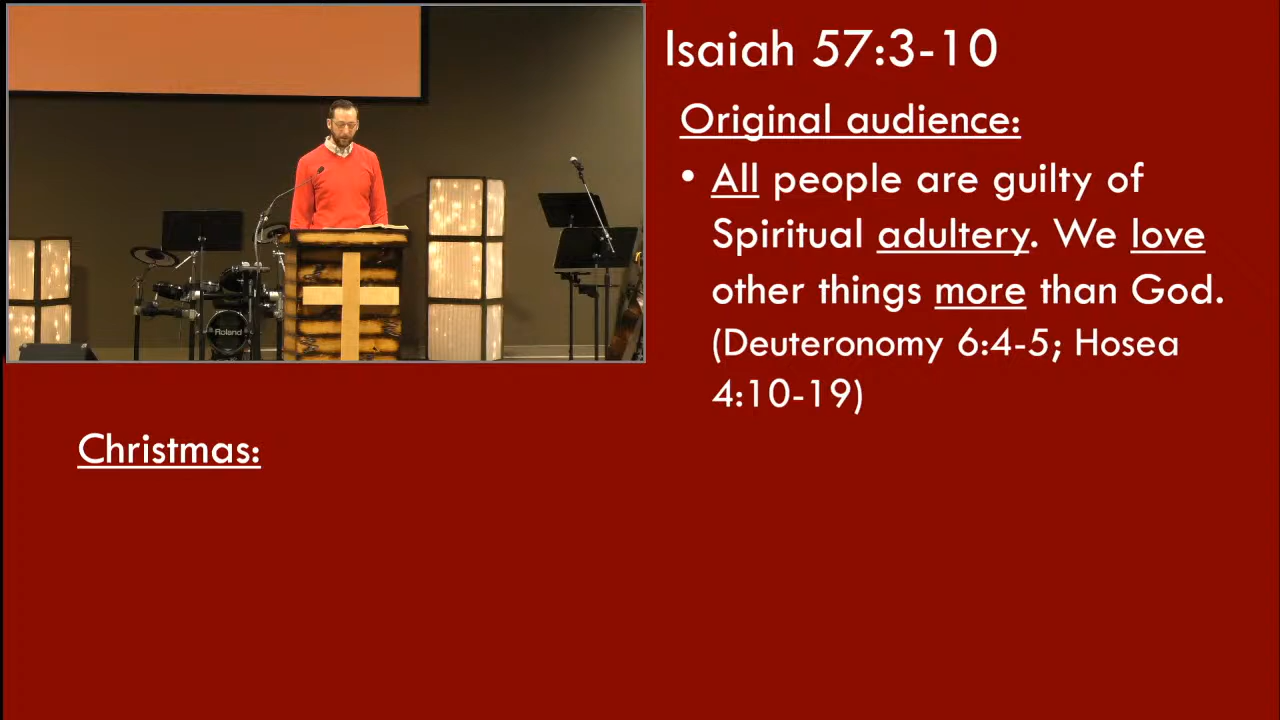 Isaiah 57:3-10
Original audience:
• All people are guilty of
Spiritual adultery. We love
other things more than God.
(Deuteronomy 6:4-5; Hosea
4:10-19)
Christmas:
Roland